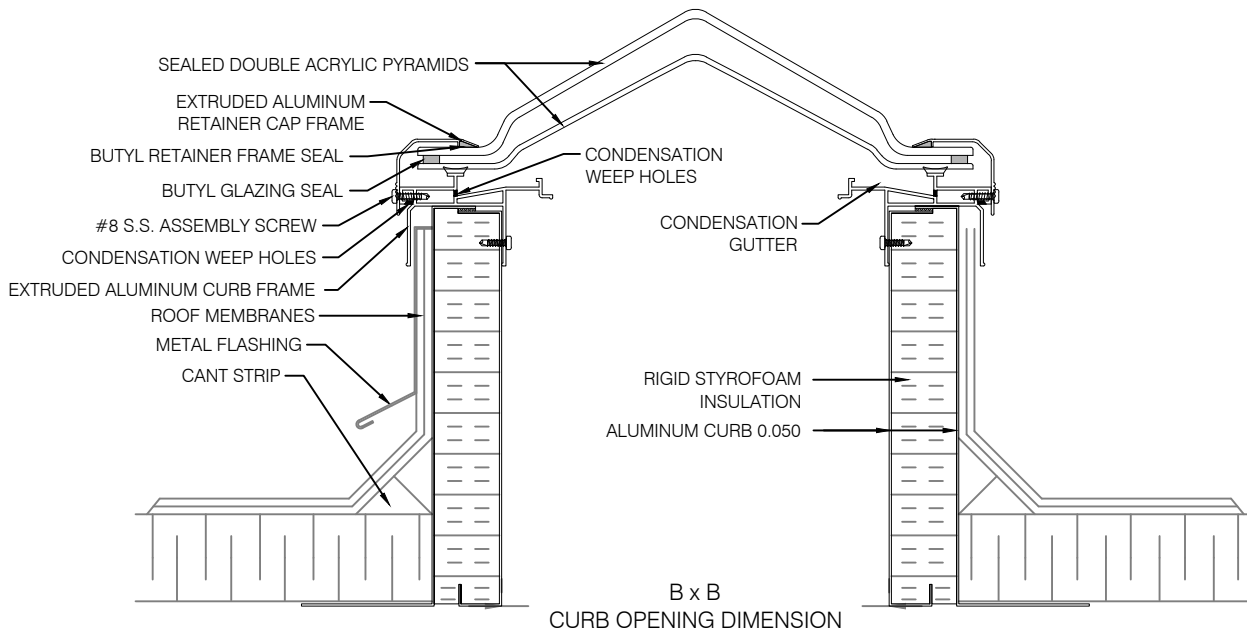 SEALED DOUBLE ACRYLIC PYRAMIDS
EXTRUDED ALUMINUM
RETAINER CAP FRAME
BUTYL RETAINER FRAME SEAL
BUTYL GLAZING SEAL
#8 S.S. ASSEMBLY SCREW
CONDENSATION WEEP HOLES
EXTRUDED ALUMINUM CURB FRAME
ROOF MEMBRANES
METAL FLASHING
CANT STRIP
CONDENSATION
WEEP HOLES
CONDENSATION
GUTTER
RIGID STYROFOAM
INSULATION
ALUMINUM CURB 0.050
B x B
CURB OPENING DIMENSION